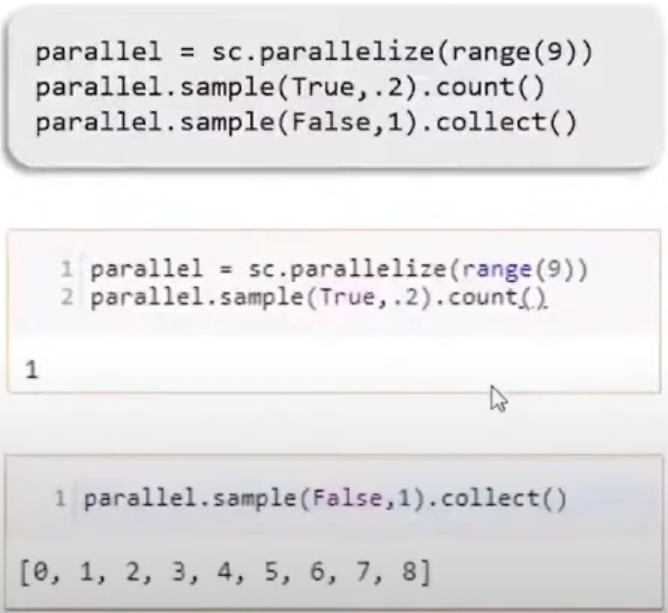 parallel = sc.parallelize(range(9))
parallel.sample(True,.2).count()
parallel.sample(False,1).collect()
1 parallel = sc.parallelize(range(9))
2 parallel.sample(True,.2).count()
1
1 parallel.sample(False,1).collect()
[0, 1, 2, 3, 4, 5, 6, 7, 8]